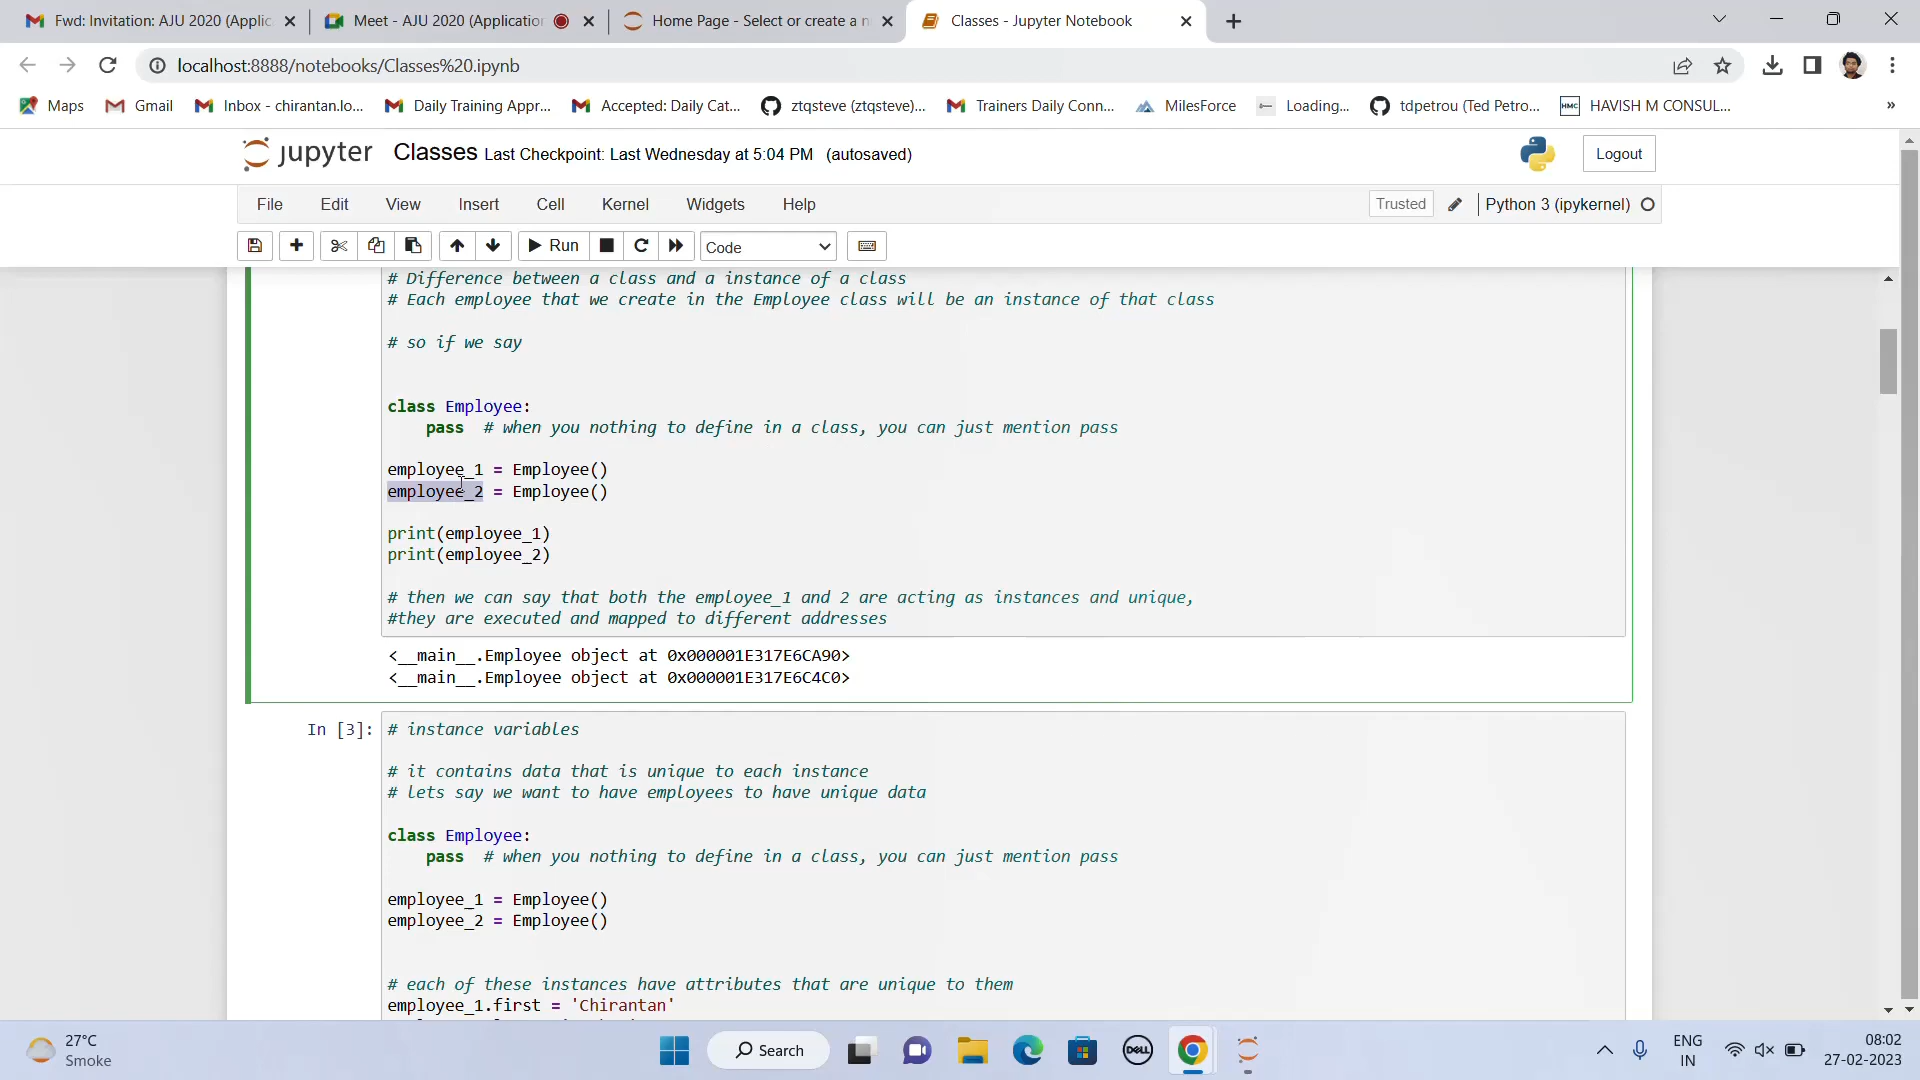 Fwd: Invitation: AJU 2020 (Applic
Meet - AJU 2020 (Application
Home Page - Select or create a n
Classes - Jupyter Notebook
localhost:8888/notebooks/Classes%20.ipynb
Maps
Gmail
Inbox - chirantan.lo...
Daily Training Appr...
Accepted: Daily Cat...
ztqsteve (ztqsteve)...
Trainers Daily Conn...
MilesForce
Loading...
tdpetrou (Ted Petro...
HMC
HAVISH M CONSUL...
»
jupyter Classes Last Checkpoint: Last Wednesday at 5:04 PM (autosaved)
Logout
File Edit View Insert Cell Kernel Widgets Help
Trusted
Python 3 (ipykernel)
Run
Code
# Difference between a class and a instance of a class
# Each employee that we create in the Employee class will be an instance of that class
# so if we say
class Employee:
pass # when you nothing to define in a class, you can just mention pass
employee_1 = Employee()
employee_2 = Employee()
print(employee_1)
print(employee_2)
# then we can say that both the employee_1 and 2 are acting as instances and unique,
#they are executed and mapped to different addresses
<__main__.Employee object at 0x000001E317E6CA90>
<__main__.Employee object at 0x000001E317E6C4C0>
In [3]: # instance variables
# it contains data that is unique to each instance
# lets say we want to have employees to have unique data
class Employee:
pass # when you nothing to define in a class, you can just mention pass
employee_1 = Employee()
employee_2 = Employee()
# each of these instances have attributes that are unique to them
employee_1.first = 'Chirantan'
27°C
Smoke
Search
DELL
ENG
IN
08:02
27-02-2023